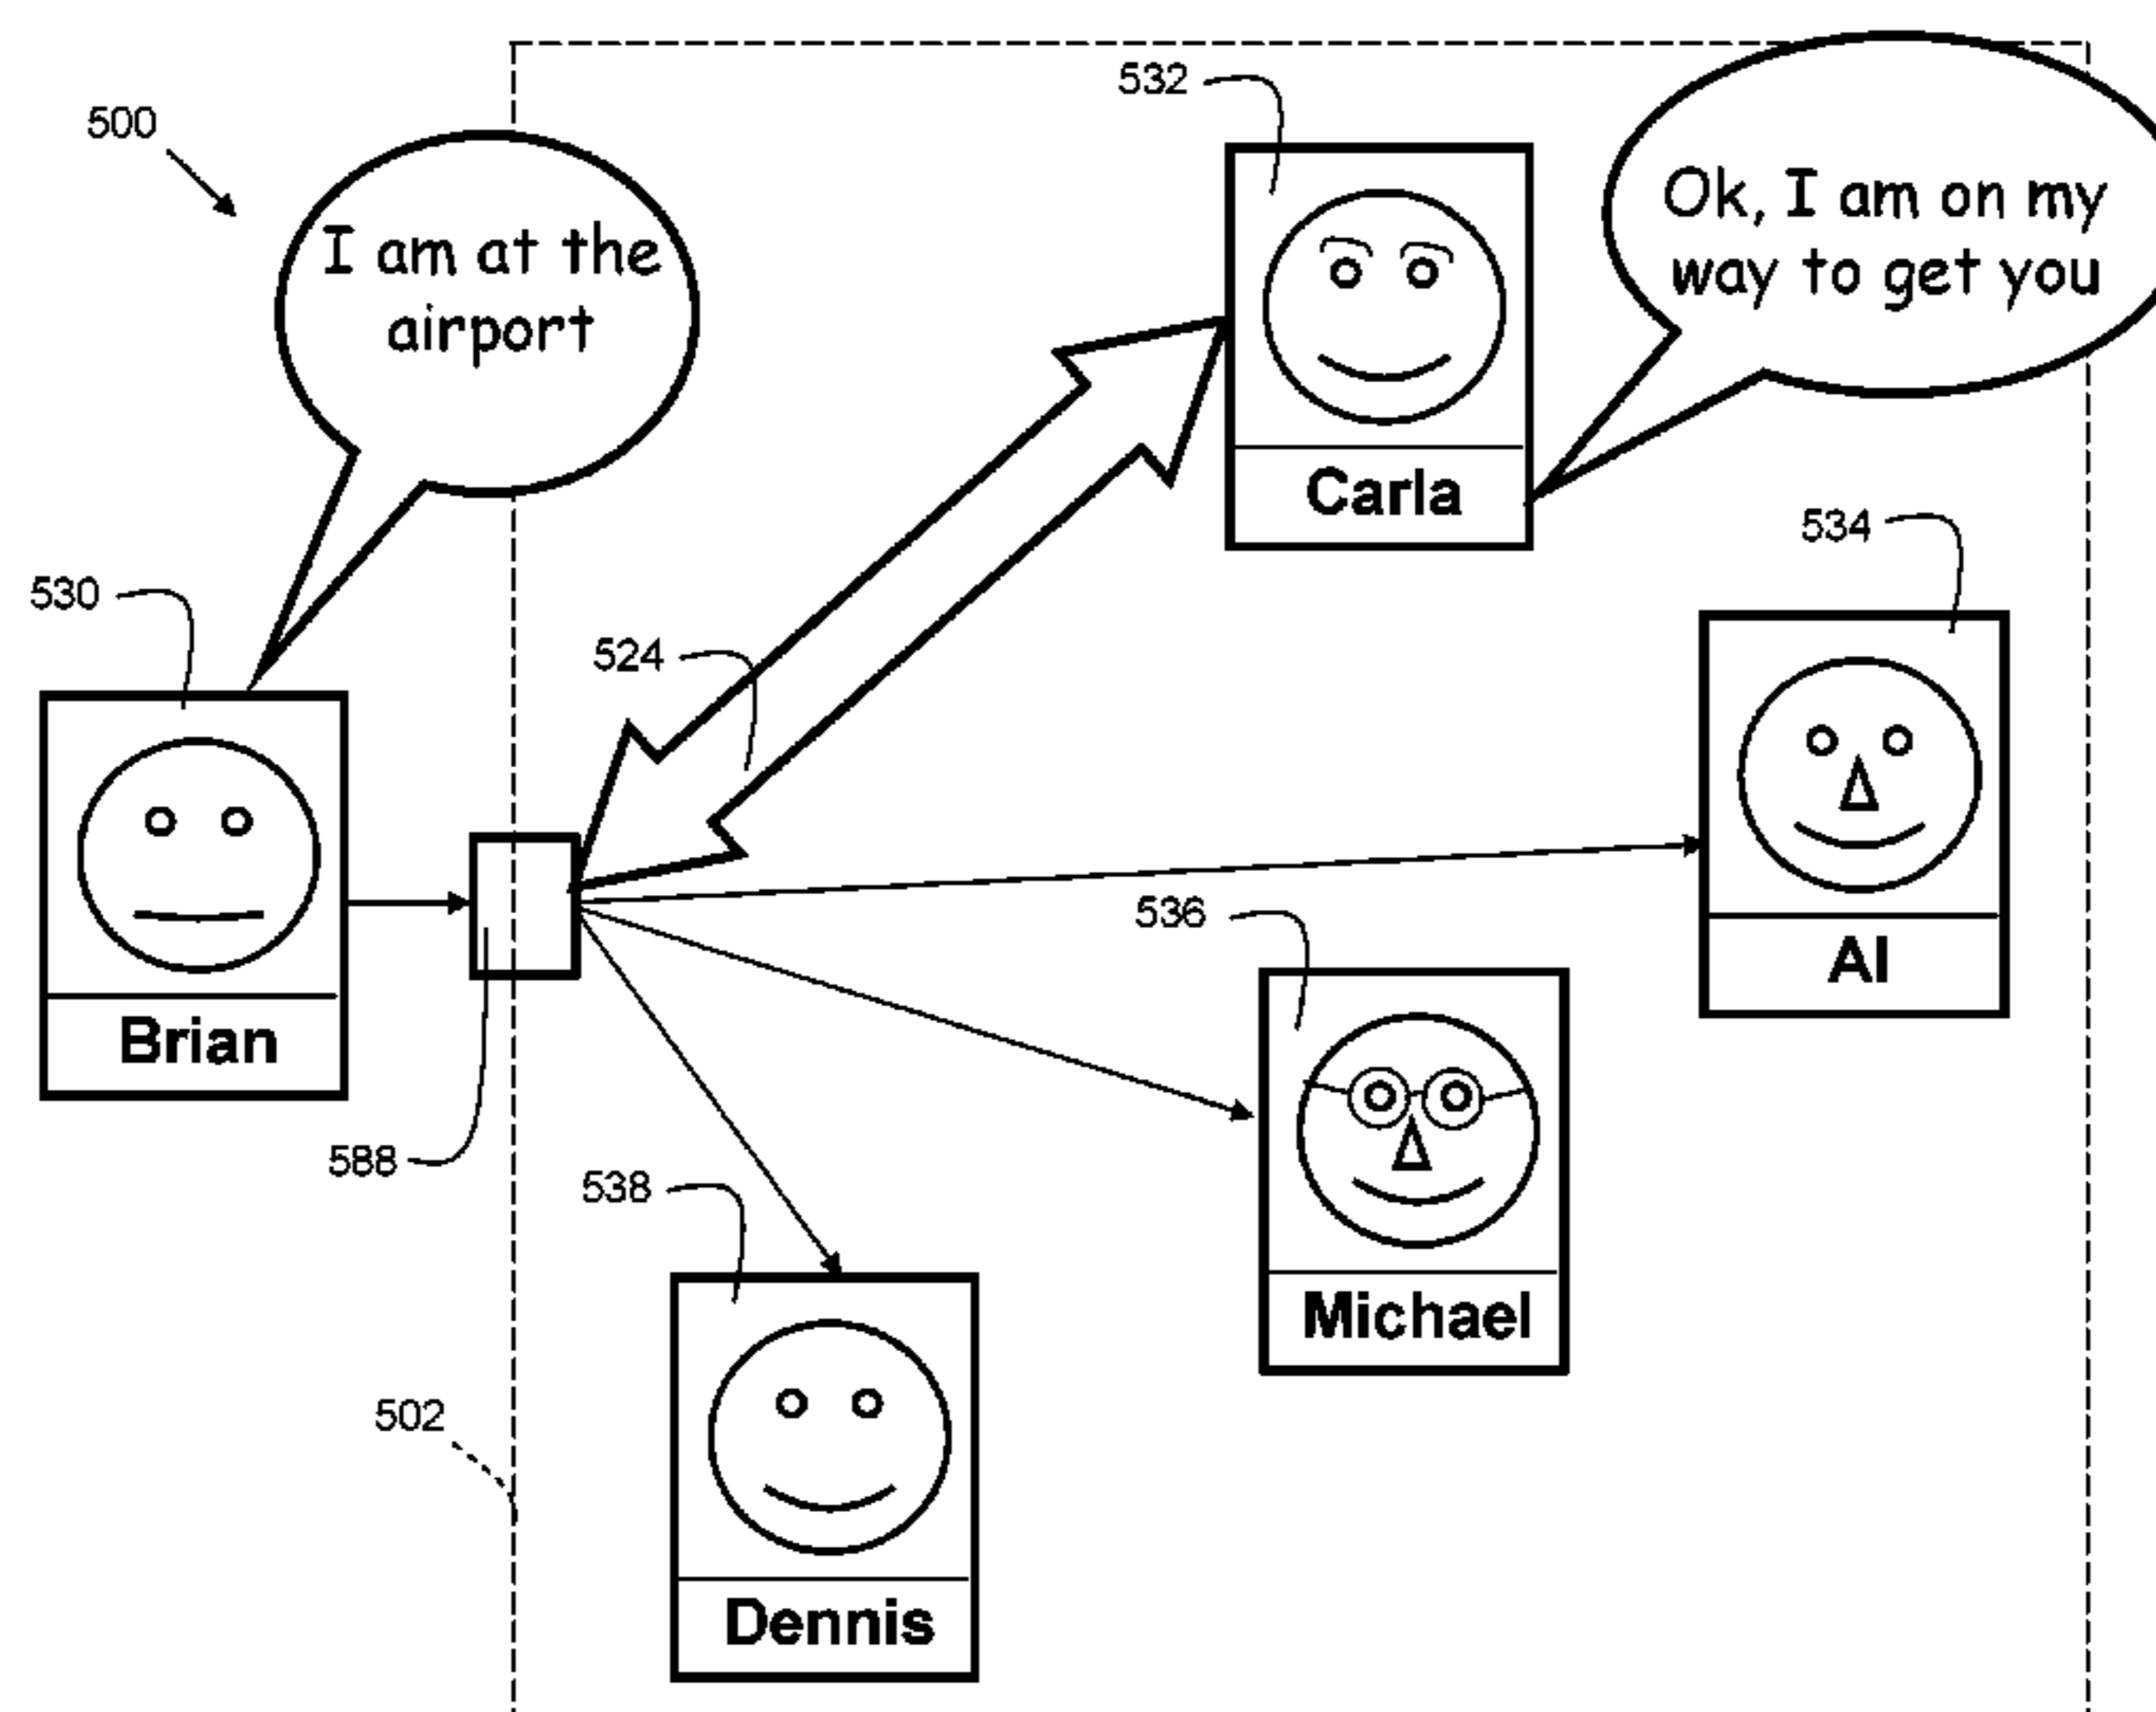 532
500
I am at the
airport
Ok, I am on my
way to get you
Carla
534
530
524
536
Al
Brian
588
538
Michael
502
Dennis